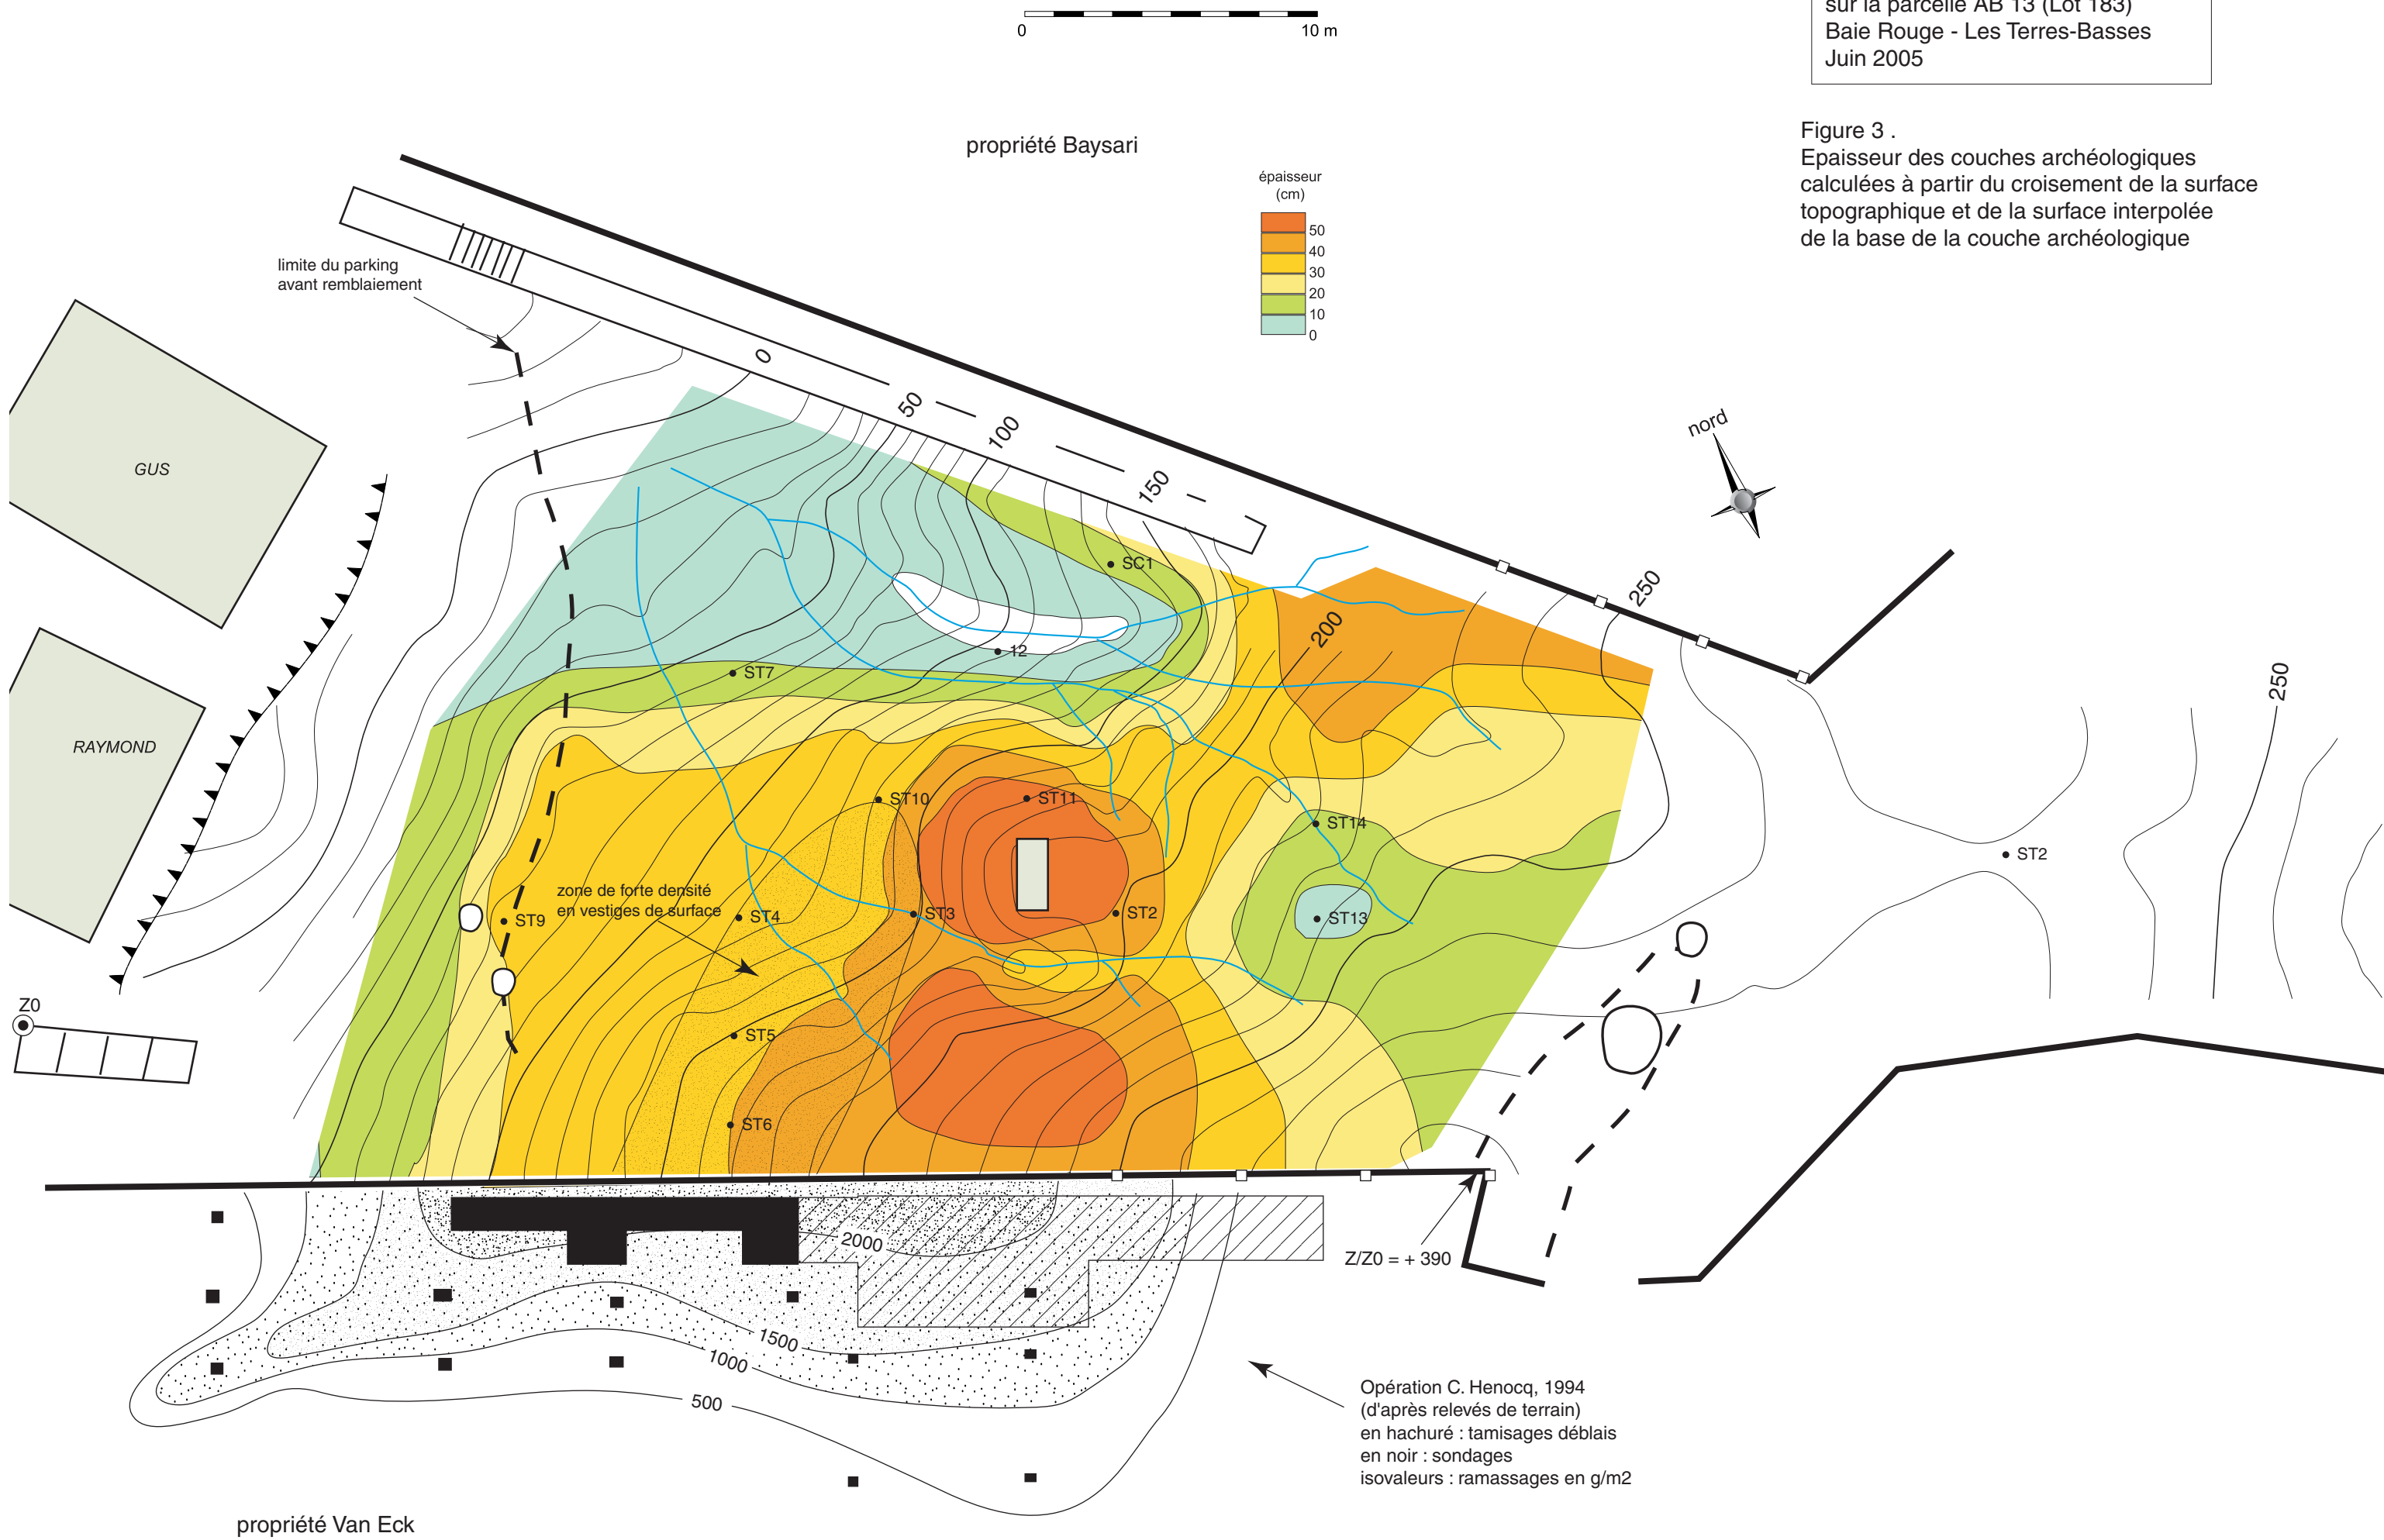 0
10 m
sur la parcelle AB 13 (Lot 183)
Baie Rouge - Les Terres-Basses
Juin 2005
Figure 3 .
Epaisseur des couches archéologiques
calculées à partir du croisement de la surface
topographique et de la surface interpolée
de la base de la couche archéologique
propriété Baysari
épaisseur
(cm)
50
40
30
20
10
0
limite du parking
avant remblaiement
0
50
100
150
200
250
250
nord
GUS
RAYMOND
SC1
12
ST7
ST10
ST11
ST14
ST2
zone de forte densité
en vestiges de surface
ST9
ST4
ST3
ST2
ST13
ST5
ST6
Z0
2000
1500
1000
500
Z/Z0 = + 390
Opération C. Henocq, 1994
(d'après relevés de terrain)
en hachuré : tamisages déblais
en noir : sondages
isovaleurs : ramassages en g/m2
propriété Van Eck